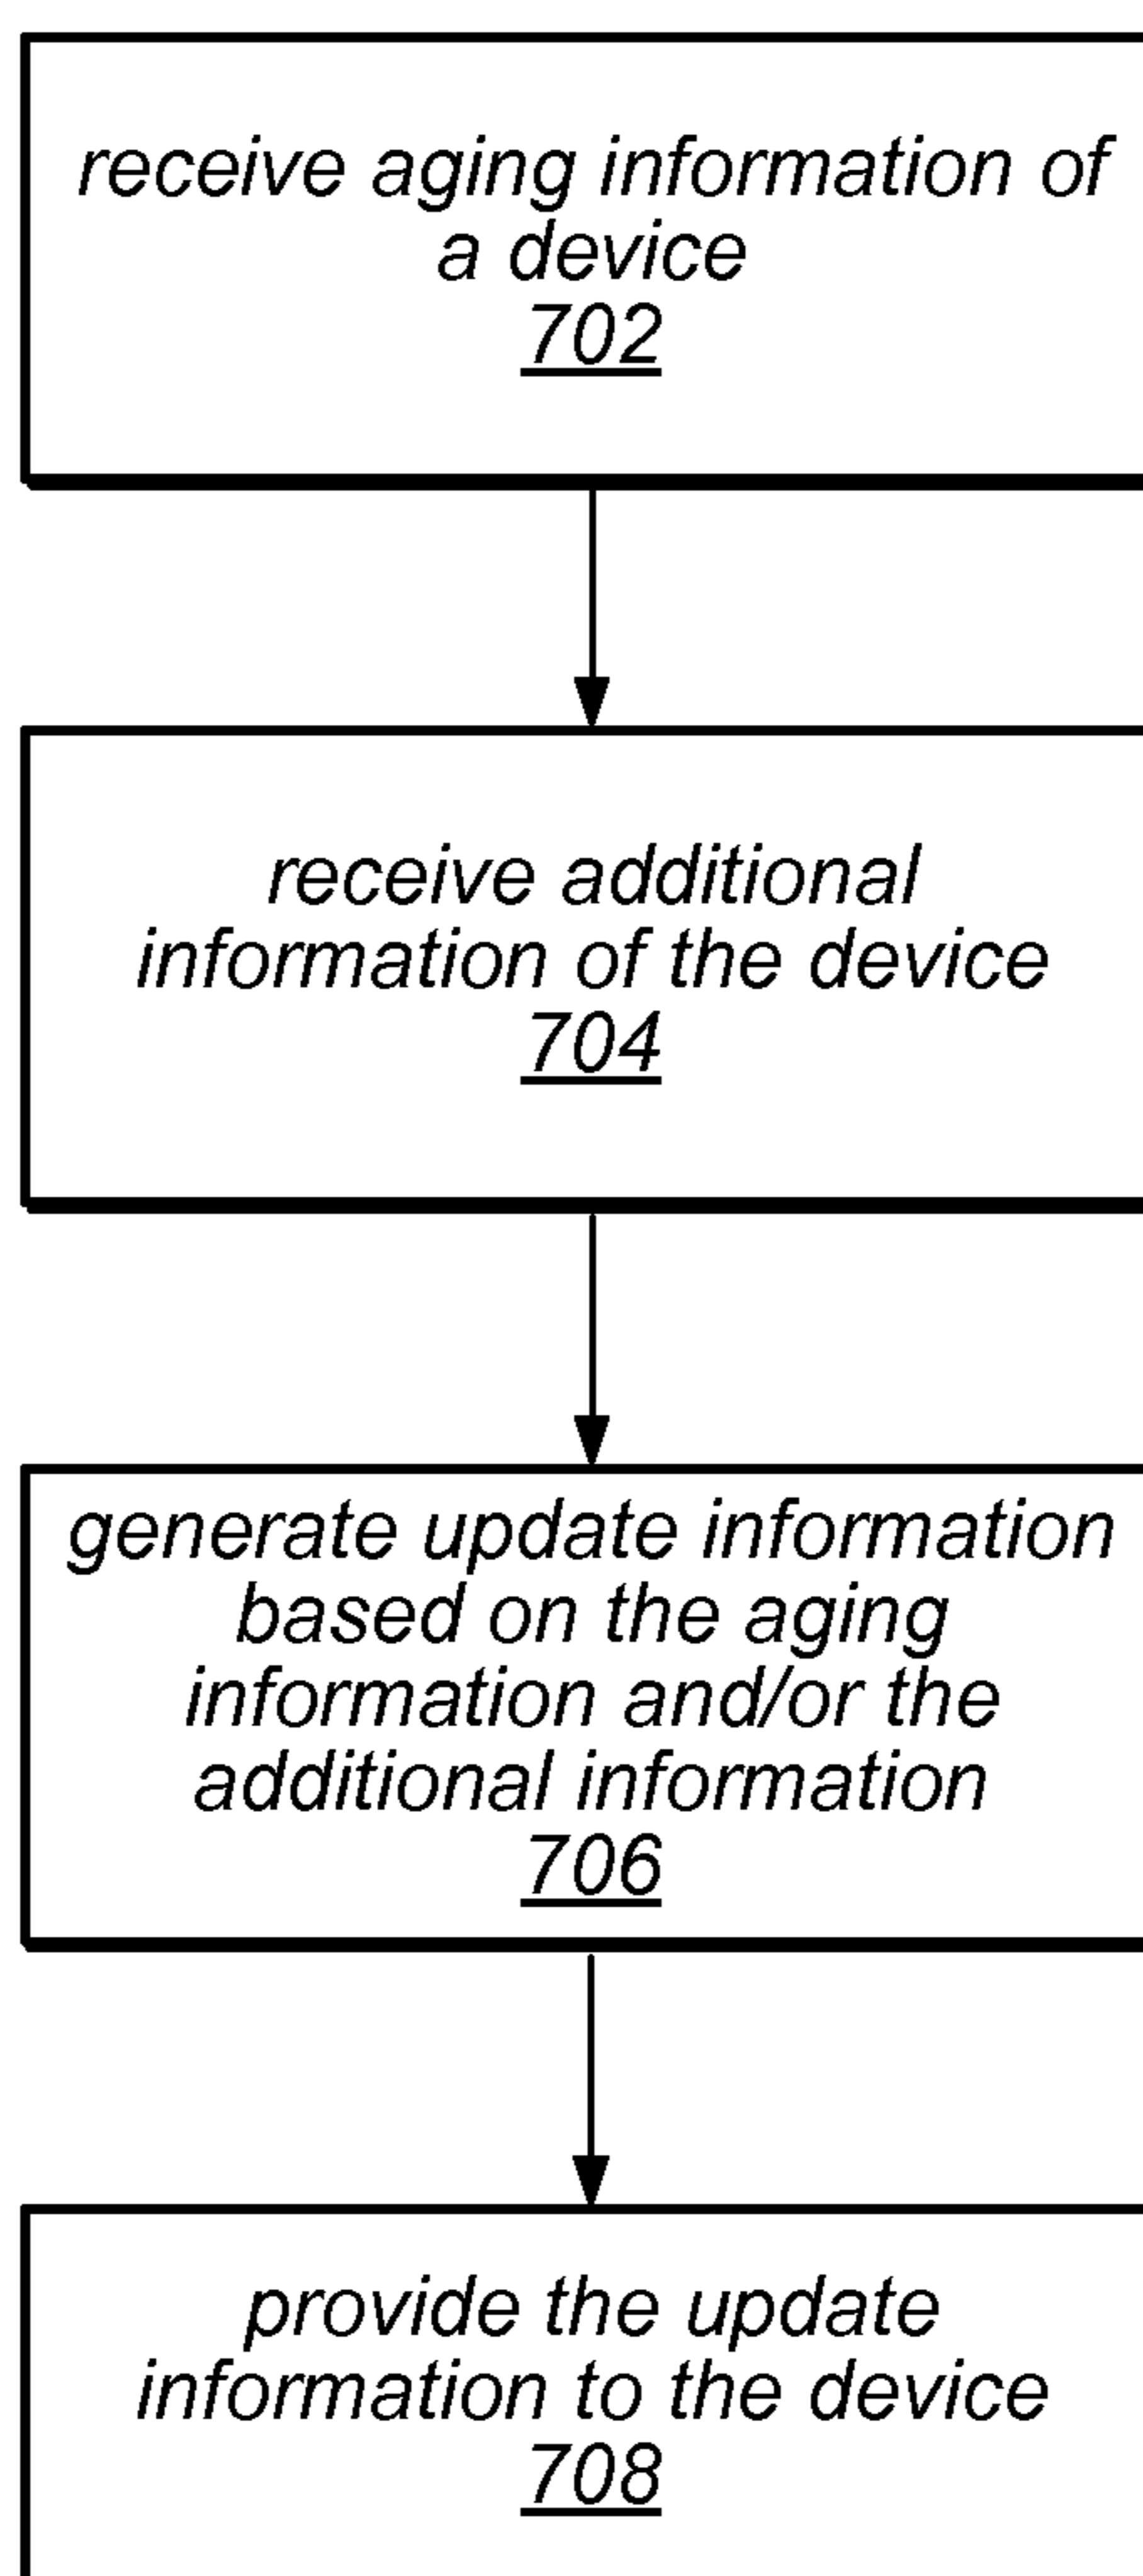 receive aging information of
a device
702
receive additional
information of the device
704
generate update information
based on the aging
information and/or the
additional information
706
provide the update
information to the device
708